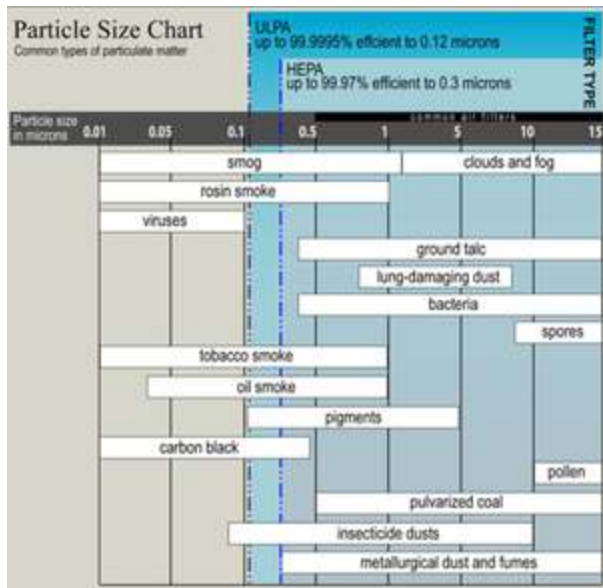 Particle Size Chart
Common types of particulate matter
ULPA
up to 99.9995% effcient to 0.12 microns
HEPA
up to 99.97% efficient to 0.3 microns
FILTER TYPE
Particle size
in microns
common air filters
0.01 0.05 0.1 0.5 1 5 10 15
smog clouds and fog
rosin smoke
viruses
ground talc
lung-damaging dust
bacteria
spores
tobacco smoke
oil smoke
pigments
carbon black
pollen
pulvarized coal
insecticide dusts
metallurgical dust and fumes